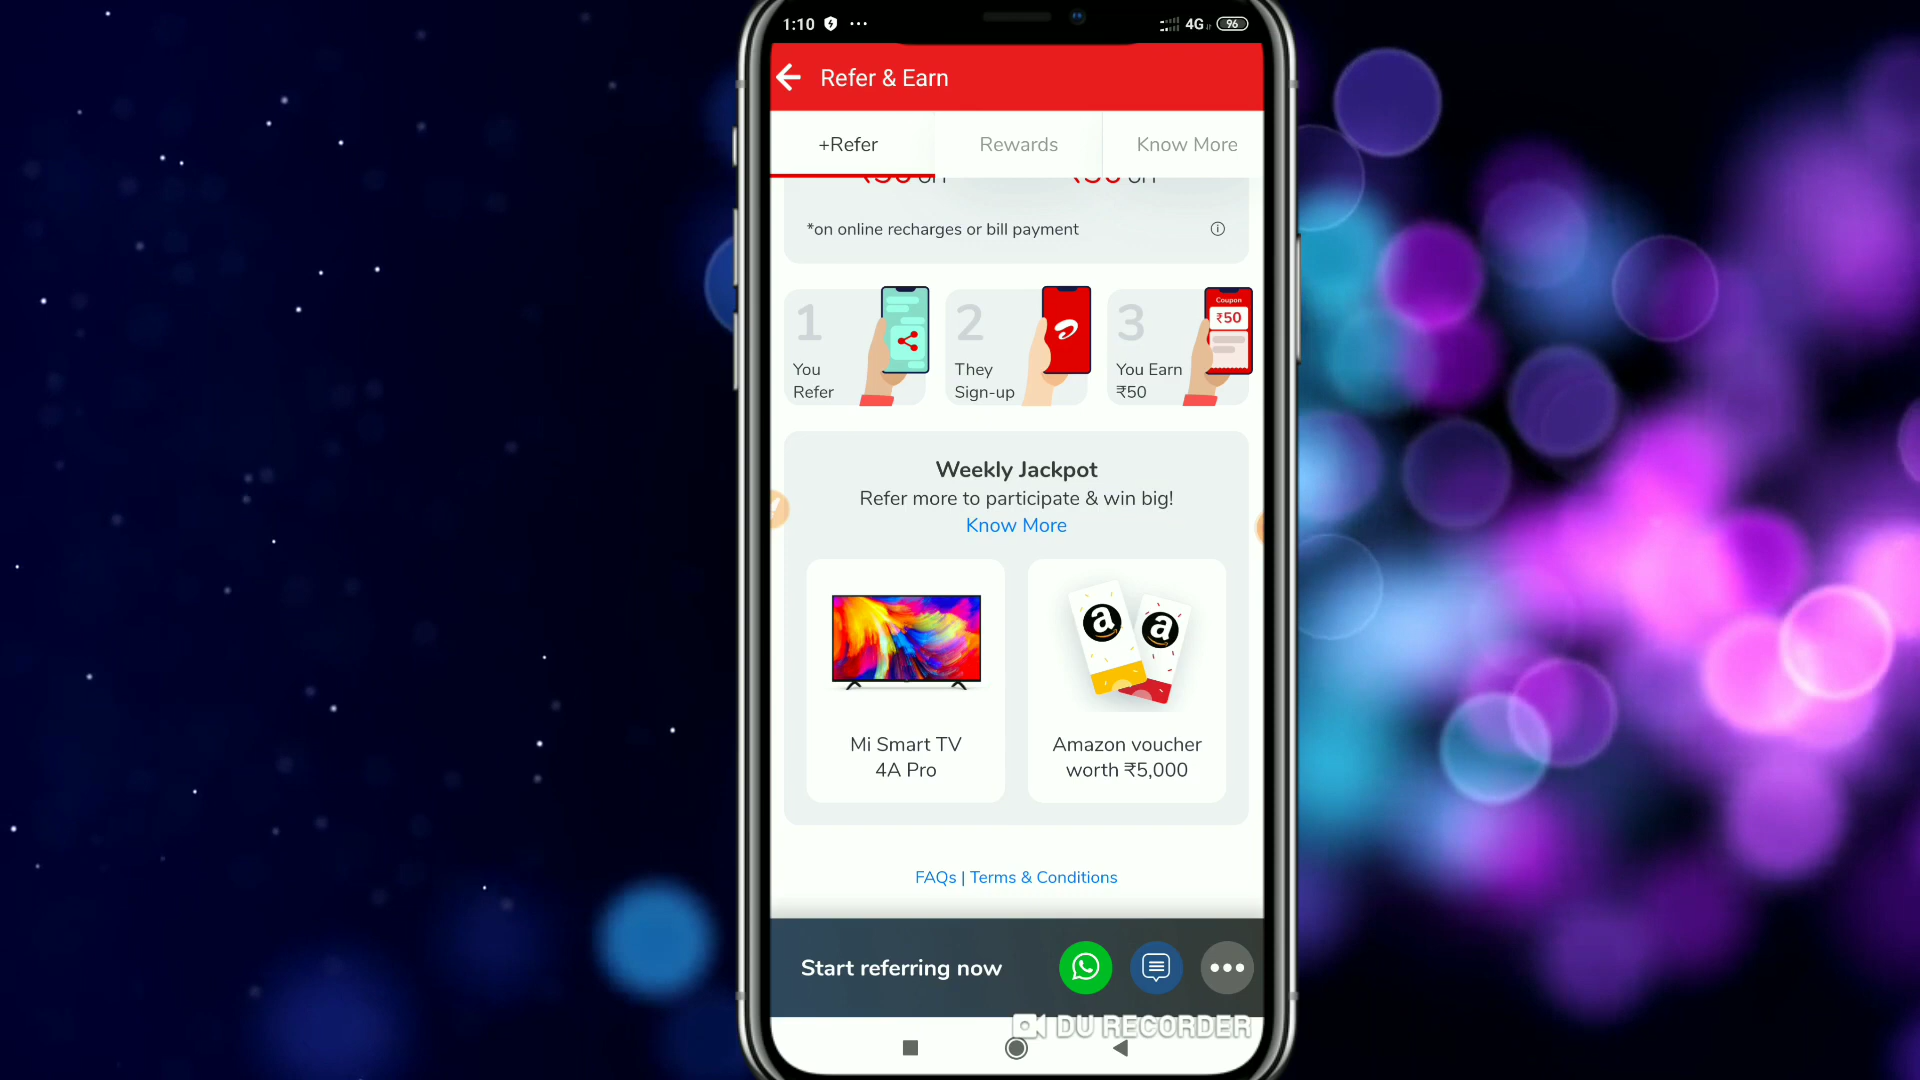 1:10 ... 4G 96
Refer & Earn
+Refer Rewards Know More
*on online recharges or bill payment
1 2 3
Coupon
₹50
You
Refer
They
Sign-up
You Earn
₹50
Weekly Jackpot
Refer more to participate & win big!
Know More
a a
Mi Smart TV
4A Pro
Amazon voucher
worth ₹5,000
FAQs | Terms & Conditions
Start referring now
DU RECORDER